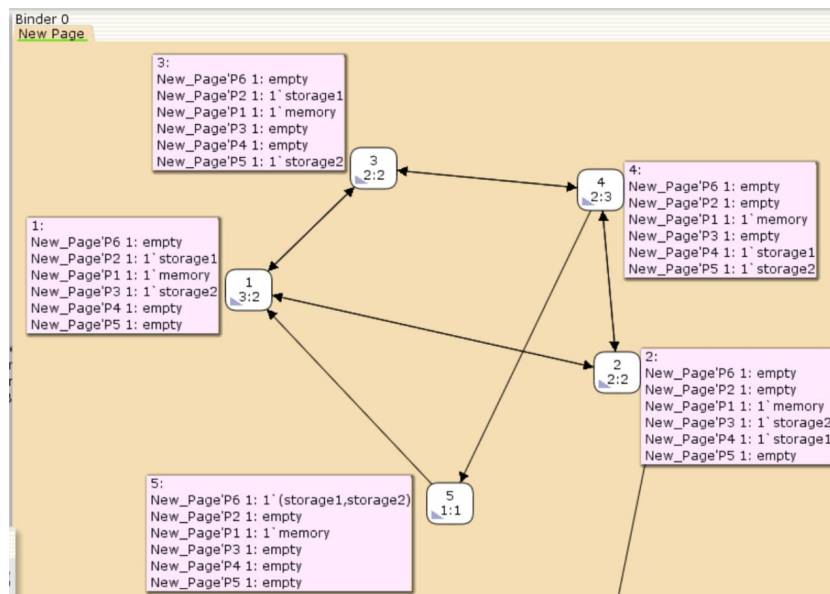 Binder 0
New Page
3:
New_Page'P6 1: empty
New_Page'P2 1: 1`storage1
New_Page'P1 1: 1`memory
New_Page'P3 1: empty
New_Page'P4 1: empty
New_Page'P5 1: 1`storage2
3
2:2
4
2:3
4:
New_Page'P6 1: empty
New_Page'P2 1: empty
New_Page'P1 1: 1`memory
New_Page'P3 1: empty
New_Page'P4 1: 1`storage1
New_Page'P5 1: 1`storage2
1:
New_Page'P6 1: empty
New_Page'P2 1: 1`storage1
New_Page'P1 1: 1`memory
New_Page'P3 1: 1`storage2
New_Page'P4 1: empty
New_Page'P5 1: empty
1
3:2
2
2:2
2:
New_Page'P6 1: empty
New_Page'P2 1: empty
New_Page'P1 1: 1`memory
New_Page'P3 1: 1`storage2
New_Page'P4 1: 1`storage1
New_Page'P5 1: empty
5:
New_Page'P6 1: 1`(storage1,storage2)
New_Page'P2 1: empty
New_Page'P1 1: 1`memory
New_Page'P3 1: empty
New_Page'P4 1: empty
New_Page'P5 1: empty
5
1:1